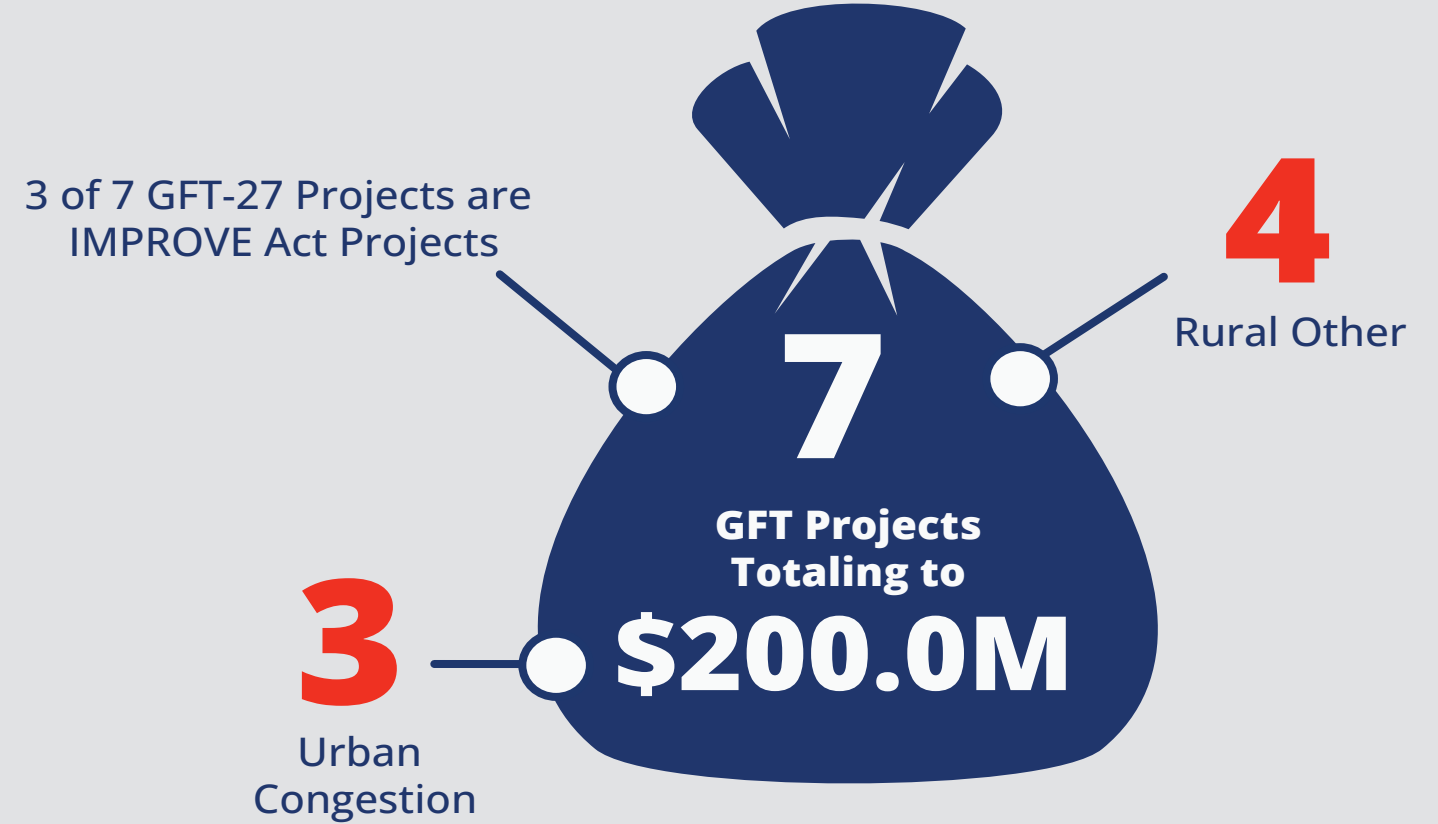 3 of 7 GFT-27 Projects are
IMPROVE Act Projects
4
Rural Other
7
GFT Projects
Totaling to
$200.0M
3
Urban
Congestion